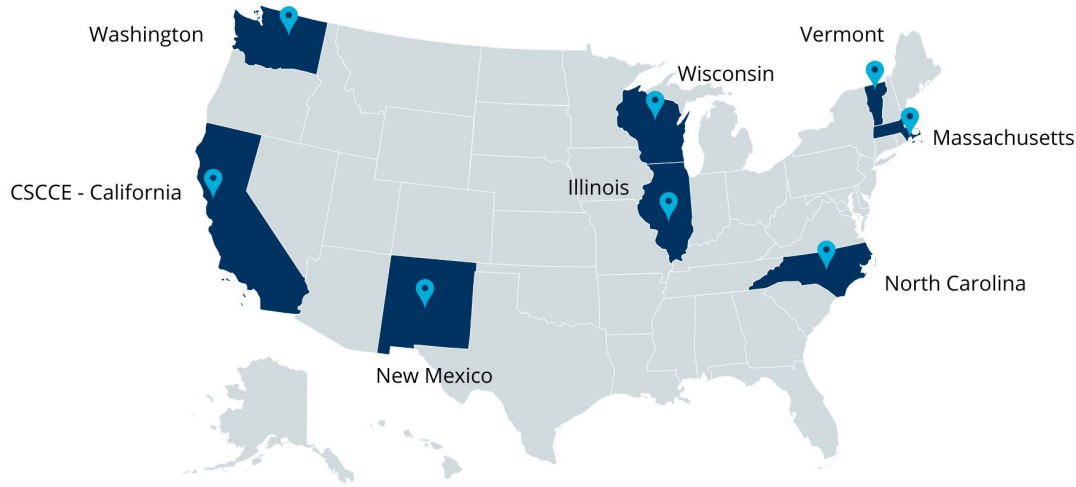 Washington
Vermont
Wisconsin
Massachusetts
CSCCE - California
Illinois
North Carolina
New Mexico